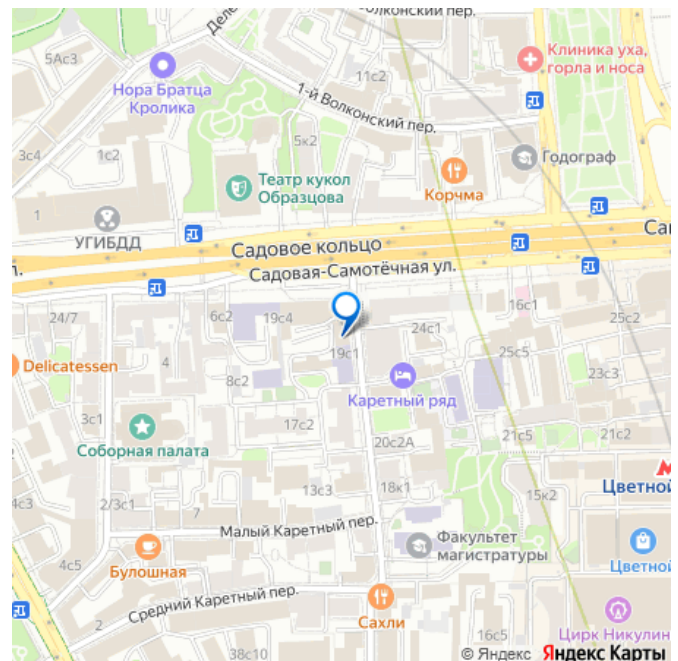 Волконский пер.
Деле
5Ас3
Нора Братца
Кролика
11с2
Клиника уха,
горла и носа
1-й Волконский пер.
5к2
3с4
1с2
Годограф
Театр кукол
Образцова
Корчма
1
УГИБДД
Садовое кольцо
Са
л.
Садовая-Самотёчная ул.
24/7
6с2
19с4
16с1
25с2
24с1
Delicatessen
4
19с1
25с5
8с2
23с3
Каретный ряд
3с1
17с2
Соборная палата
20с2А
21с5
21с2
Цветной
4с3
2/3с1
7
13с3
18к1
15к2
Малый Каретный пер.
Факультет
магистратуры
4с5
Булошная
Цветной
Средний Каретный пер.
2
Сахли
16с5
Цирк Никулин
38с10
© Яндекс Яндекс Карты